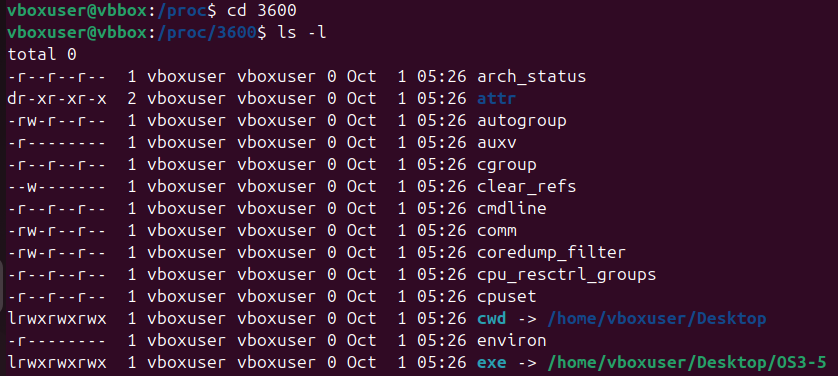 vboxuser@vbbox:/proc$ cd 3600
vboxuser@vbbox:/proc/3600$ ls -l
total 0
-r--r--r--  1 vboxuser vboxuser 0 Oct  1 05:26 arch_status
dr-xr-xr-x  2 vboxuser vboxuser 0 Oct  1 05:26 attr
-rw-r--r--  1 vboxuser vboxuser 0 Oct  1 05:26 autogroup
-r--------  1 vboxuser vboxuser 0 Oct  1 05:26 auxv
-r--r--r--  1 vboxuser vboxuser 0 Oct  1 05:26 cgroup
--w-------  1 vboxuser vboxuser 0 Oct  1 05:26 clear_refs
-r--r--r--  1 vboxuser vboxuser 0 Oct  1 05:26 cmdline
-rw-r--r--  1 vboxuser vboxuser 0 Oct  1 05:26 comm
-rw-r--r--  1 vboxuser vboxuser 0 Oct  1 05:26 coredump_filter
-r--r--r--  1 vboxuser vboxuser 0 Oct  1 05:26 cpu_resctrl_groups
-r--r--r--  1 vboxuser vboxuser 0 Oct  1 05:26 cpuset
lrwxrwxrwx  1 vboxuser vboxuser 0 Oct  1 05:26 cwd -> /home/vboxuser/Desktop
-r--------  1 vboxuser vboxuser 0 Oct  1 05:26 environ
lrwxrwxrwx  1 vboxuser vboxuser 0 Oct  1 05:26 exe -> /home/vboxuser/Desktop/OS3-5